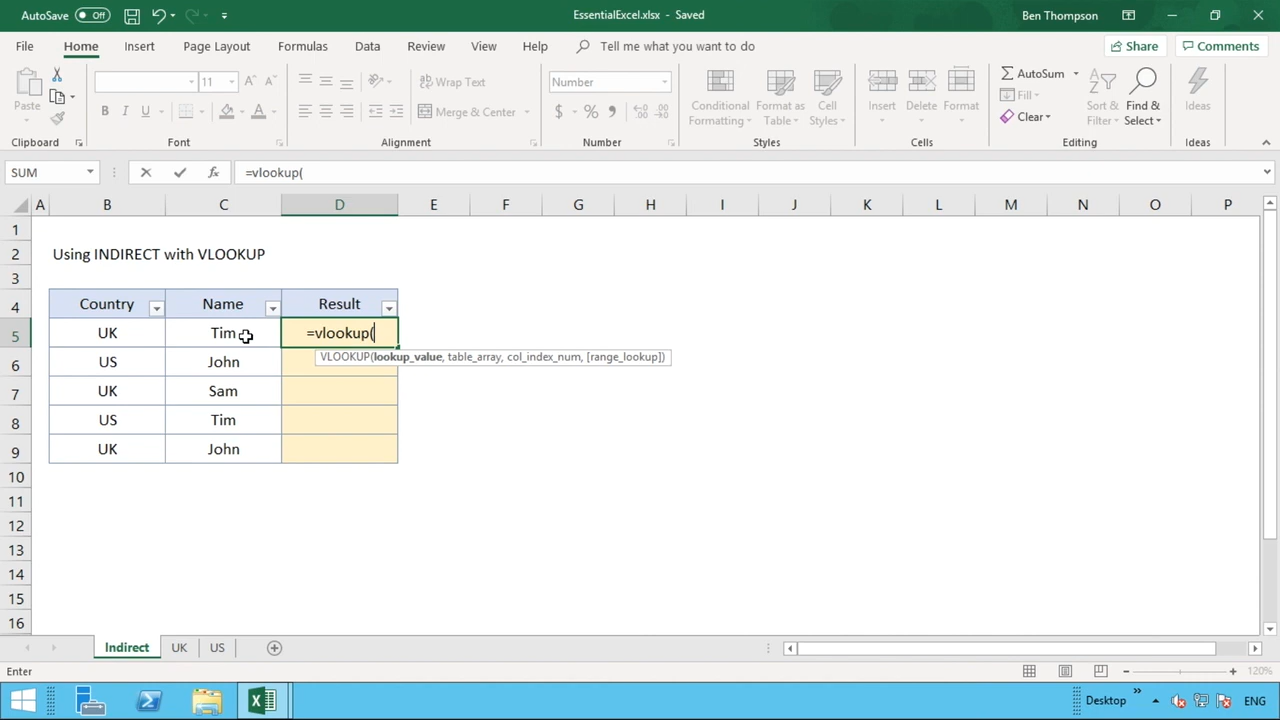 AutoSave Off EssentialExcel.xlsx - Saved Ben Thompson
File Home Insert Page Layout Formulas Data Review View Help Tell me what you want to do Share Comments
11 A A Wrap Text Number AutoSum
Paste B I U Merge & Center $ % Conditional Formatting Format as Table Cell Styles Insert Delete Format Fill Clear Sort & Filter Find & Select Ideas
Clipboard Font Alignment Number Styles Cells Editing Ideas
SUM fx =vlookup(
A B C D E F G H I J K L M N O P
1
2 Using INDIRECT with VLOOKUP
3
4 Country Name Result
5 UK Tim =vlookup(
VLOOKUP(lookup_value, table_array, col_index_num, [range_lookup])
6 US John
7 UK Sam
8 US Tim
9 UK John
10
11
12
13
14
15
16
Indirect UK US
Enter 120%
Desktop ENG